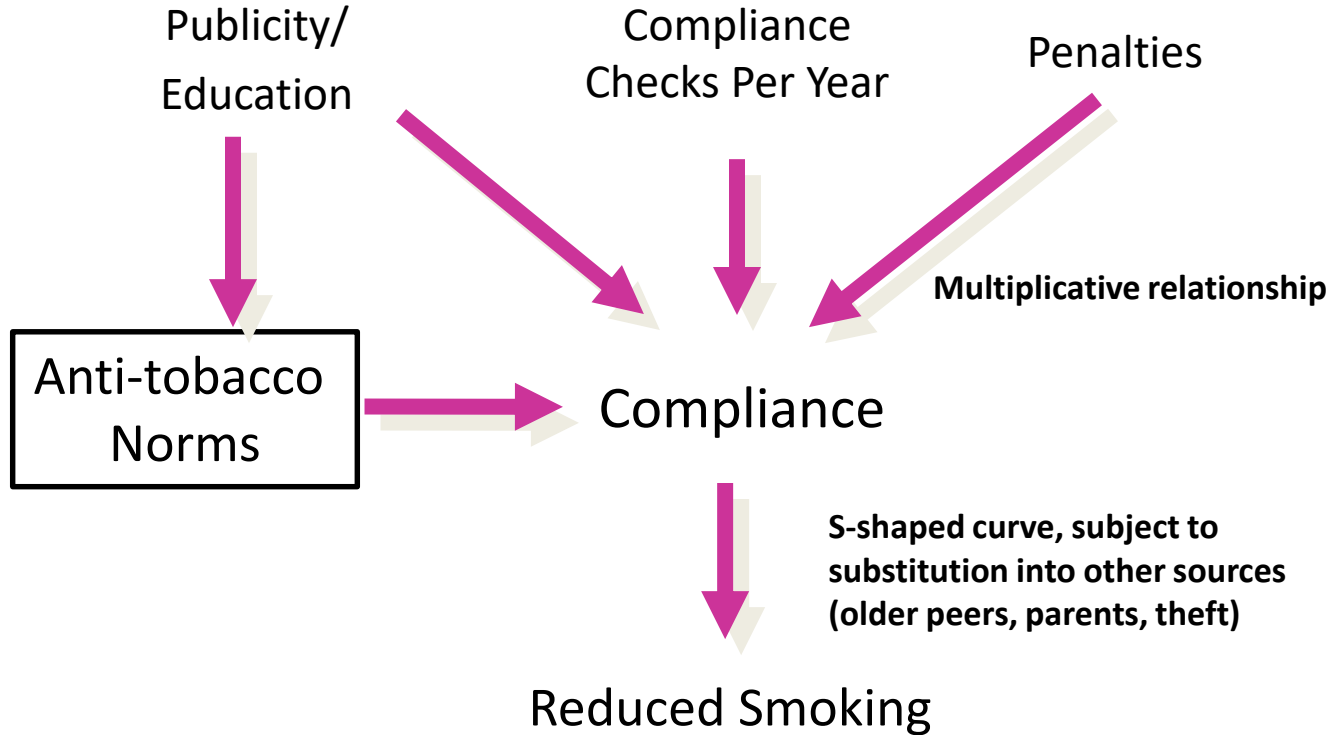 Publicity/
Education
Compliance
Checks Per Year
Penalties
Multiplicative relationship
Anti-tobacco
Norms
Compliance
S-shaped curve, subject to
substitution into other sources
(older peers, parents, theft)
Reduced Smoking